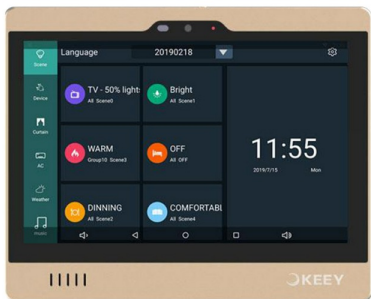 Language 20190218
Scene
Device
Curtain
AC
Weather
music
TV - 50% light
All Scene0
Bright
All Scene1
WARM
Group10 Scene3
OFF
All OFF
DINNING
All Scene2
COMFORTABL
All Scene4
11:55
2019/7/15 Mon
KEEY